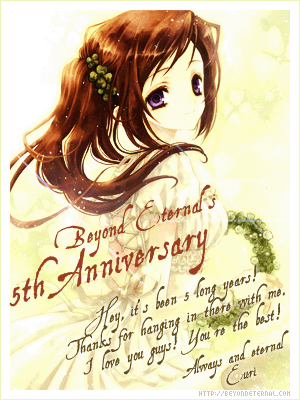 Beyond Eternal's
5th Anniversary
Hey, it's been 5 long years!
Thanks for hanging in there with me.
I love you guys! You're the best!
Always and eternal
Euri
HTTP://BEYONDETERNAL.COM